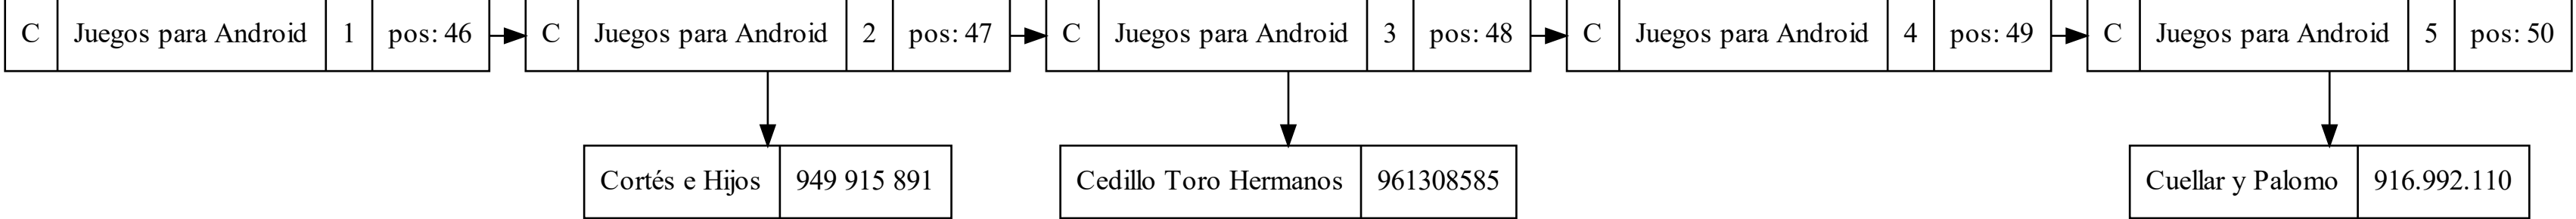 C Juegos para Android 1 pos: 46 C Juegos para Android 2 pos: 47 C Juegos para Android 3 pos: 48 C Juegos para Android 4 pos: 49 C Juegos para Android 5 pos: 50
Cortés e Hijos 949 915 891 Cedillo Toro Hermanos 961308585 Cuellar y Palomo 916.992.110